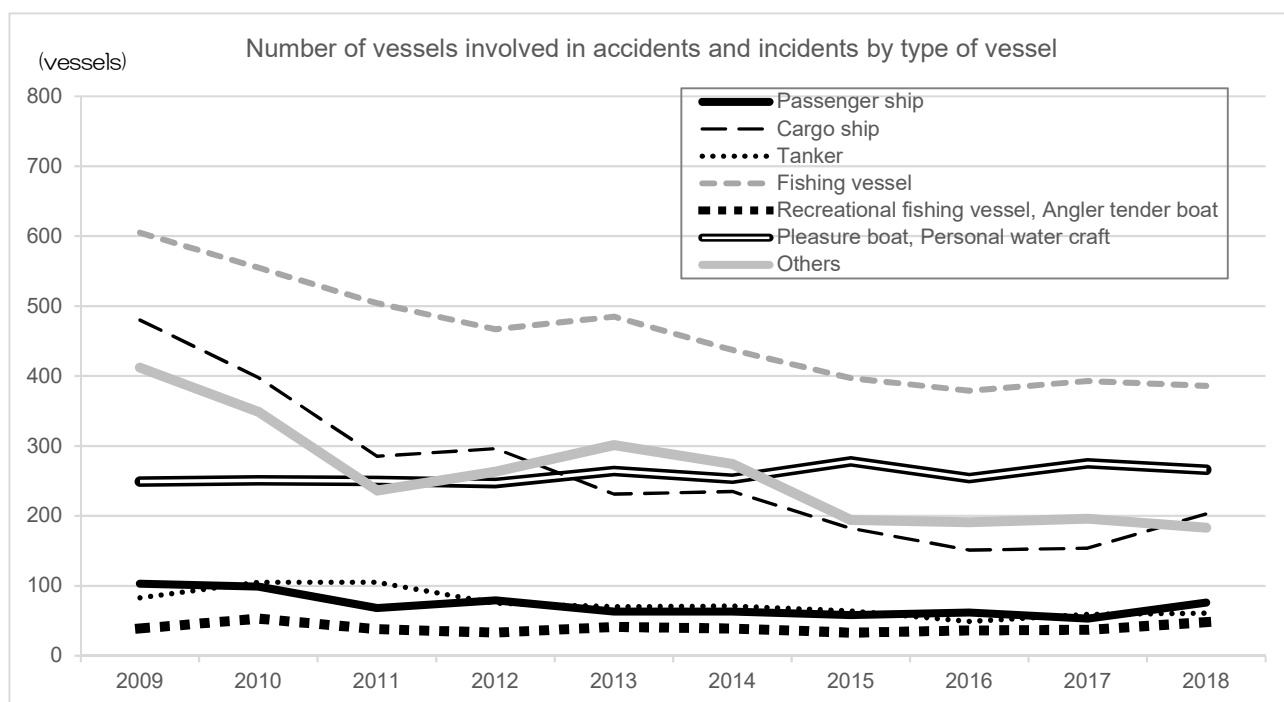 Number of vessels involved in accidents and incidents by type of vessel
(vessels)
800
700
600
500
400
300
200
100
0
Passenger ship
Cargo ship
Tanker
Fishing vessel
Recreational fishing vessel, Angler tender boat
Pleasure boat, Personal water craft
Others
2009 2010 2011 2012 2013 2014 2015 2016 2017 2018